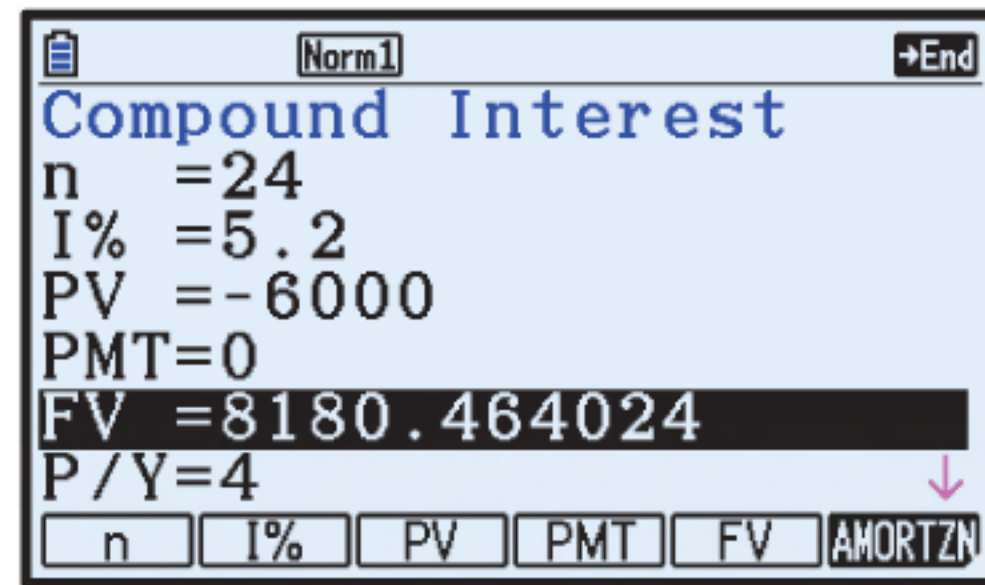 Norm1 →End
Compound Interest
n =24
I% =5.2
PV =-6000
PMT=0
FV =8180.464024
P/Y=4 ↓
n I% PV PMT FV AMORTZN